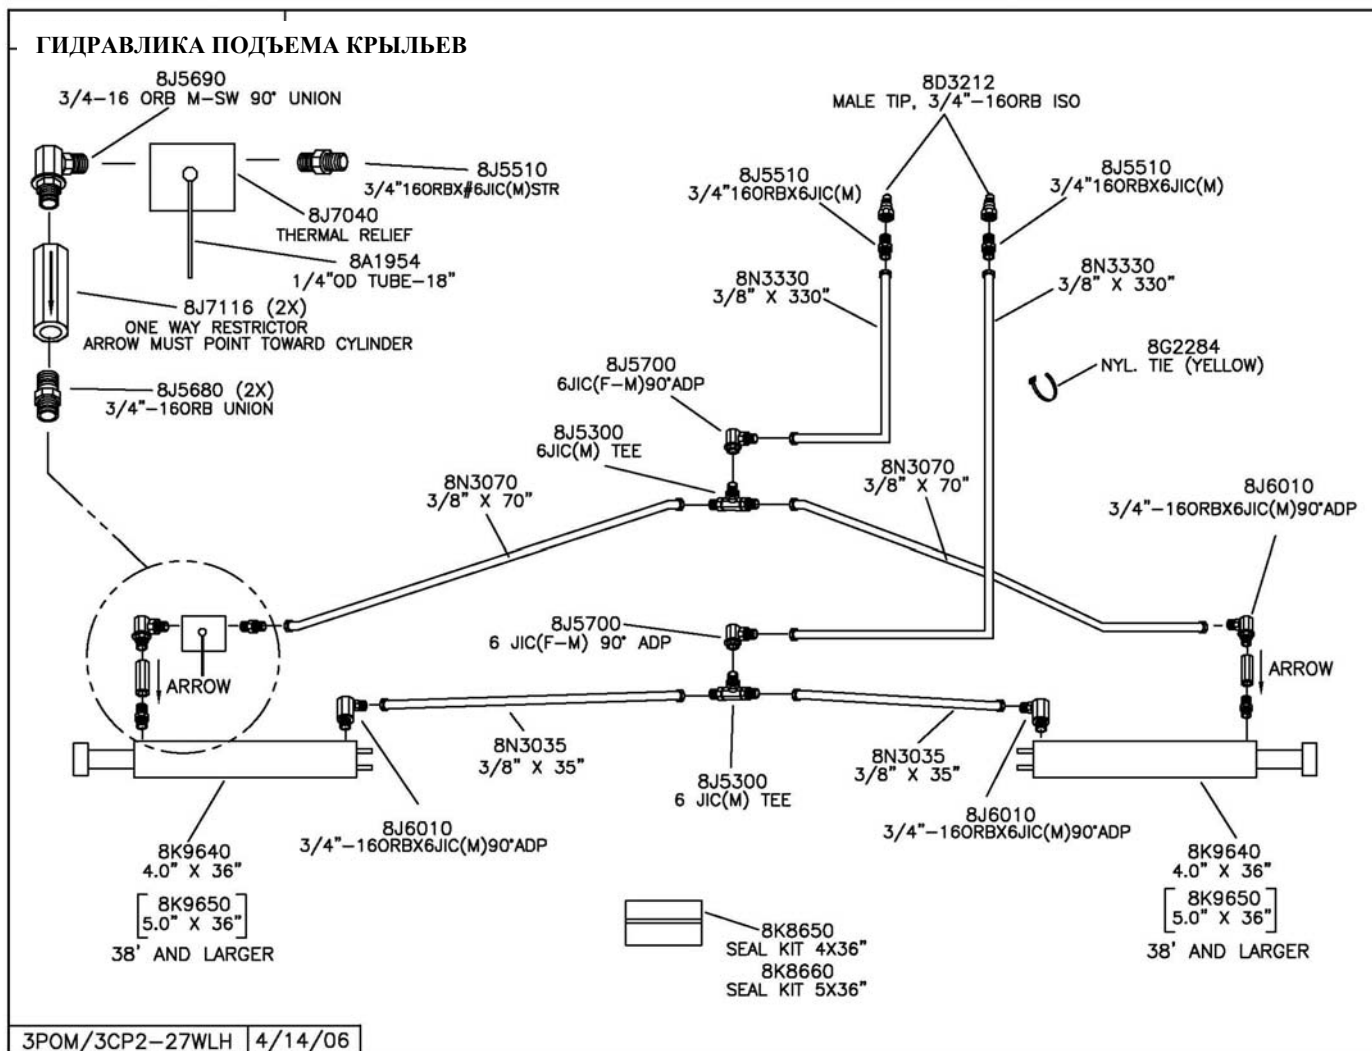 ГИДРАВЛИКА ПОДЪЕМА КРЫЛЬЕВ
8J5690
3/4-16 ORB M-SW 90° UNION
8J5510
3/4"16ORBX#6JIC(M)STR
8J7040
THERMAL RELIEF
8A1954
1/4"OD TUBE-18"
8J7116 (2X)
ONE WAY RESTRICTOR
ARROW MUST POINT TOWARD CYLINDER
8J5680 (2X)
3/4"-16ORB UNION
8D3212
MALE TIP, 3/4"-16ORB ISO
8J5510
3/4"16ORBX6JIC(M)
8J5510
3/4"16ORBX6JIC(M)
8N3330
3/8" X 330"
8N3330
3/8" X 330"
8G2284
NYL. TIE (YELLOW)
8J5700
6JIC(F-M)90°ADP
8J5300
6JIC(M) TEE
8N3070
3/8" X 70"
8N3070
3/8" X 70"
8J6010
3/4"-16ORBX6JIC(M)90°ADP
8J5700
6 JIC(F-M) 90° ADP
ARROW
ARROW
8N3035
3/8" X 35"
8N3035
3/8" X 35"
8J5300
6 JIC(M) TEE
8J6010
3/4"-16ORBX6JIC(M)90°ADP
8J6010
3/4"-16ORBX6JIC(M)90°ADP
8K9640
4.0" X 36"
8K9650
5.0" X 36"
38' AND LARGER
8K9640
4.0" X 36"
8K9650
5.0" X 36"
38' AND LARGER
8K8650
SEAL KIT 4X36"
8K8660
SEAL KIT 5X36"
3POM/3CP2-27WLH 4/14/06